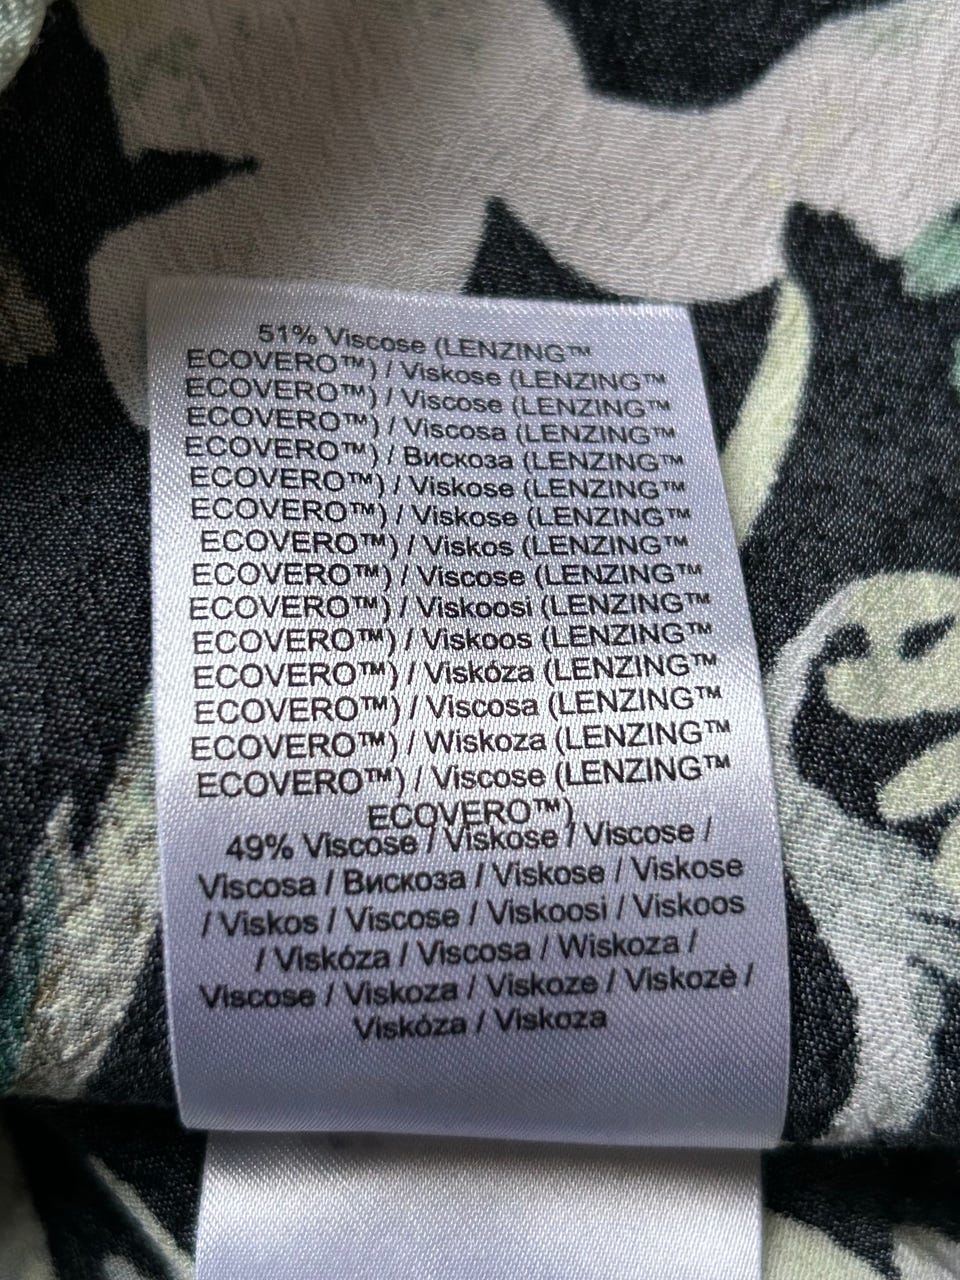 51% Viscose (LENZING™
ECOVERO™) / Viskose (LENZING™
ECOVERO™) / Viscose (LENZING™
ECOVERO™) / Viscosa (LENZING™
ECOVERO™) / Вискоза (LENZING™
ECOVERO™) / Viskose (LENZING™
ECOVERO™) / Viskose (LENZING™
ECOVERO™) / Viskos (LENZING™
ECOVERO™) / Viscose (LENZING™
ECOVERO™) / Viskoosi (LENZING™
ECOVERO™) / Viskoos (LENZING™
ECOVERO™) / Viskóza (LENZING™
ECOVERO™) / Viscosa (LENZING™
ECOVERO™) / Wiskoza (LENZING™
ECOVERO™) / Viscose (LENZING™
ECOVERO™)
49% Viscose / Viskose / Viscose /
Viscosa / Вискоза / Viskose / Viskose
/ Viskos / Viscose / Viskoosi / Viskoos
/ Viskóza / Viscosa / Wiskoza /
Viscose / Viskoza / Viskoze / Viskozė /
Viskóza / Viskoza